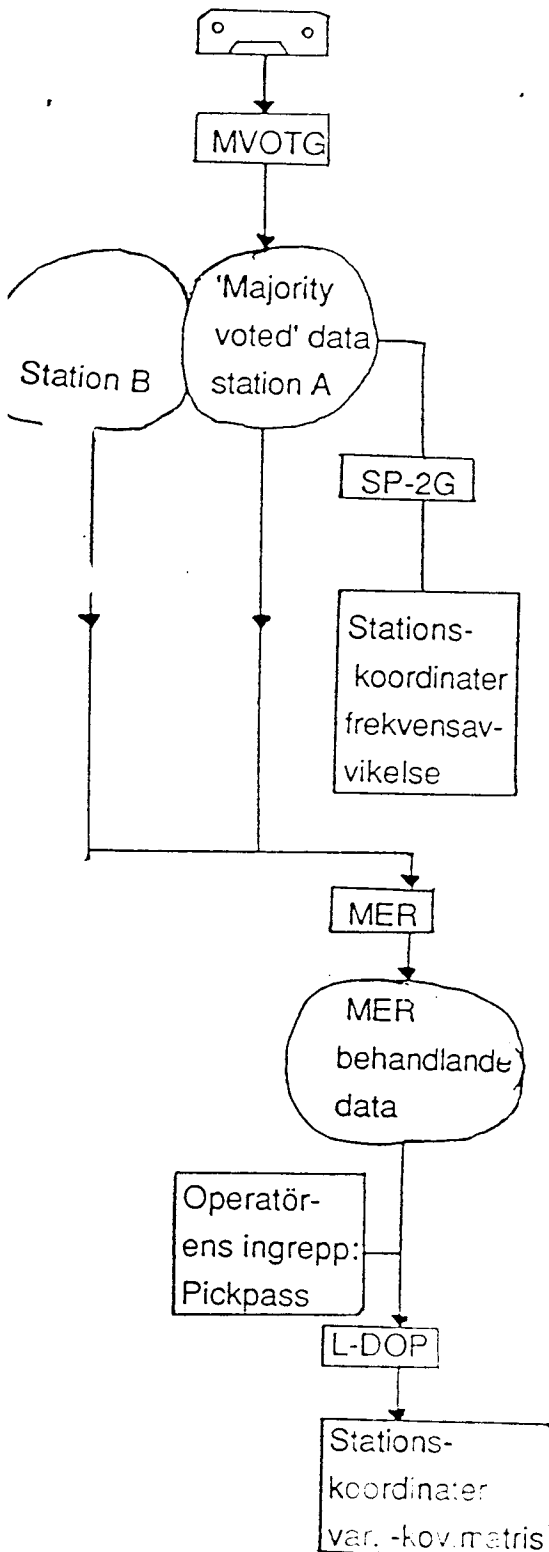 MVOTG
'Majority
voted' data
station A
Station B
SP-2G
Stations-
koordinater
frekvensav-
vikelse
MER
MER
behandlande
data
Operatör-
ens ingrepp:
Pickpass
L-DOP
Stations-
koordinater
var. -kov.matris